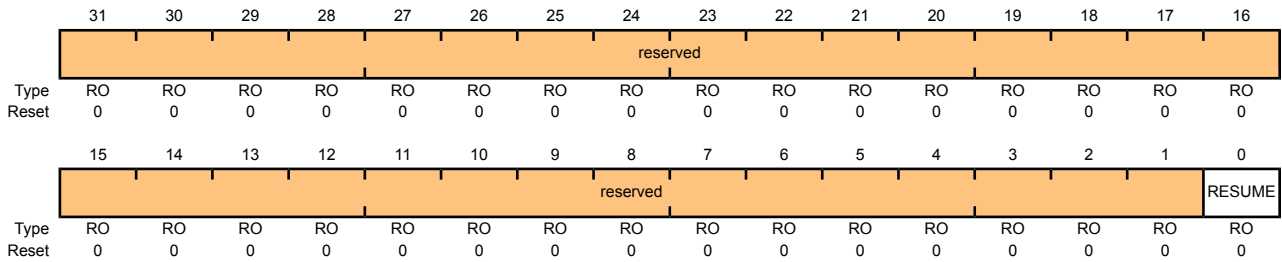 31 30 29 28 27 26 25 24 23 22 21 20 19 18 17 16
reserved
Type RO RO RO RO RO RO RO RO RO RO RO RO RO RO RO RO
Reset 0 0 0 0 0 0 0 0 0 0 0 0 0 0 0 0
15 14 13 12 11 10 9 8 7 6 5 4 3 2 1 0
reserved RESUME
Type RO RO RO RO RO RO RO RO RO RO RO RO RO RO RO RO
Reset 0 0 0 0 0 0 0 0 0 0 0 0 0 0 0 0